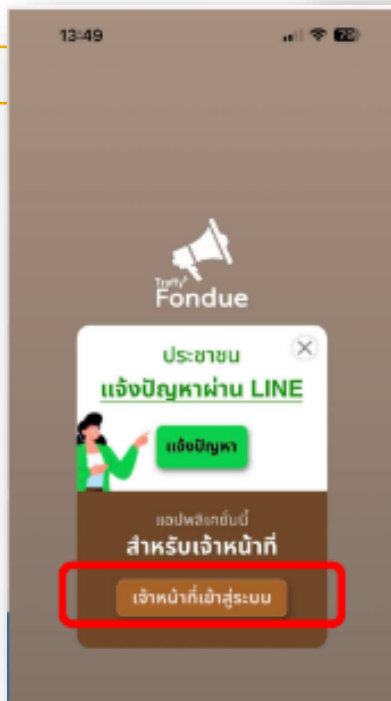 13:49
78
Traffy
Fondue
ประชาชน
แจ้งปัญหาผ่าน LINE
แจ้งปัญหา
แอปพลิเคชั่นนี้
สำหรับเจ้าหน้าที่
เจ้าหน้าที่เข้าสู่ระบบ